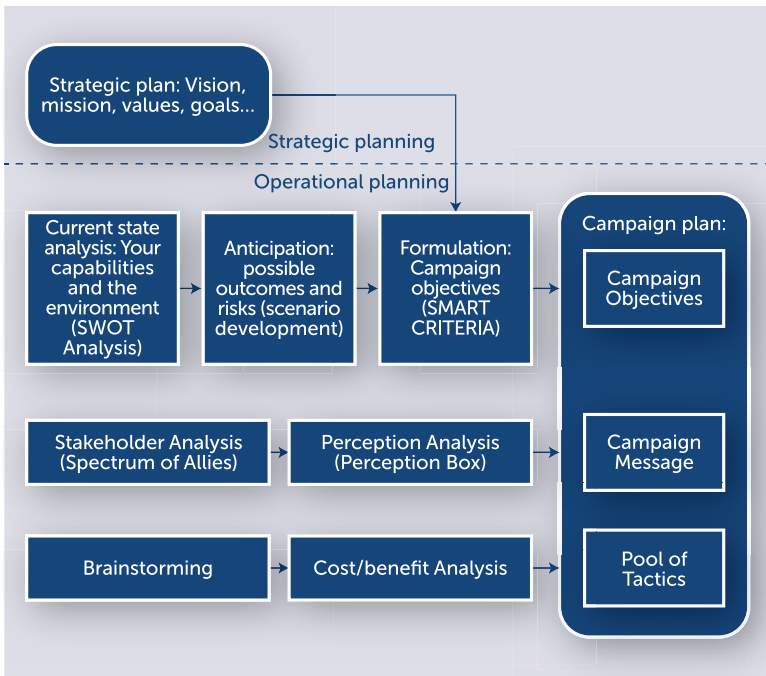 Strategic plan: Vision,
mission, values, goals...
Strategic planning
Operational planning
Current state
analysis: Your
capabilities
and the
environment
(SWOT
Analysis)
Anticipation:
possible
outcomes and
risks (scenario
development)
Formulation:
Campaign
objectives
(SMART
CRITERIA)
Campaign plan:
Campaign
Objectives
Stakeholder Analysis
(Spectrum of Allies)
Perception Analysis
(Perception Box)
Campaign
Message
Brainstorming
Cost/benefit Analysis
Pool of
Tactics